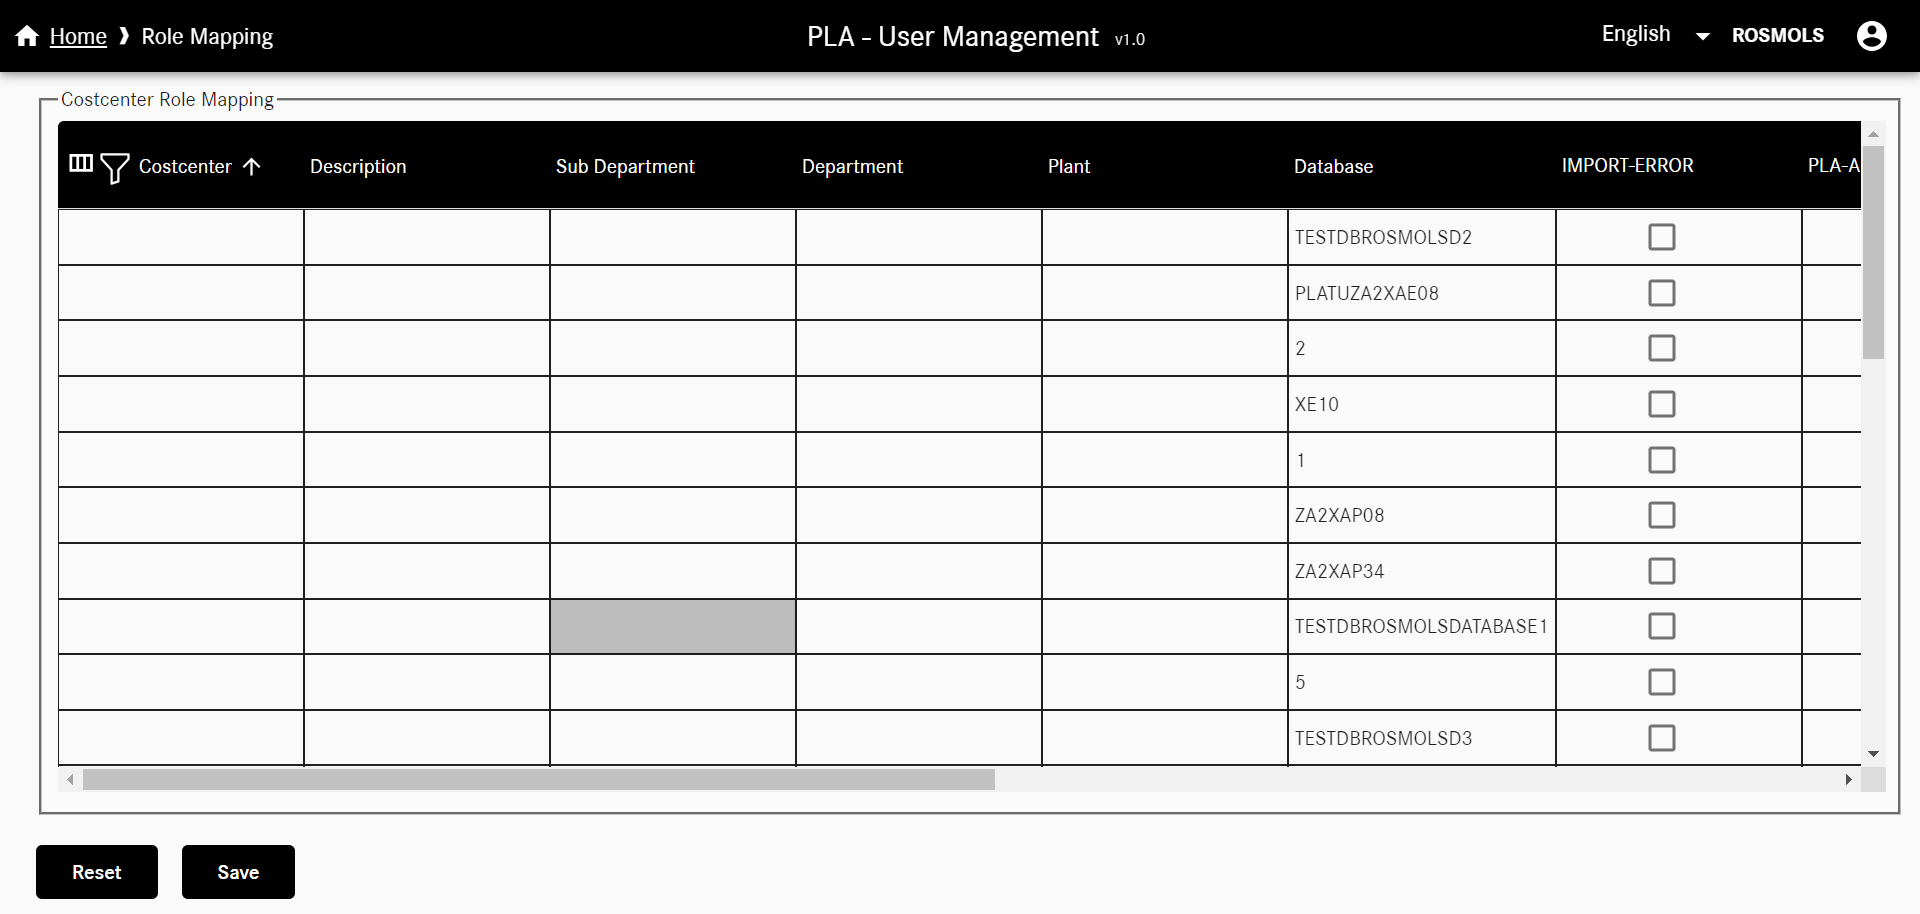 Home ❱ Role Mapping
PLA - User Management v1.0
English
ROSMOLS
Costcenter Role Mapping
Costcenter Description Sub Department Department Plant Database IMPORT-ERROR PLA-A
TESTDBROSMOLSD2
PLATUZA2XAE08
2
XE10
1
ZA2XAP08
ZA2XAP34
TESTDBROSMOLSDATABASE1
5
TESTDBROSMOLSD3
Reset Save